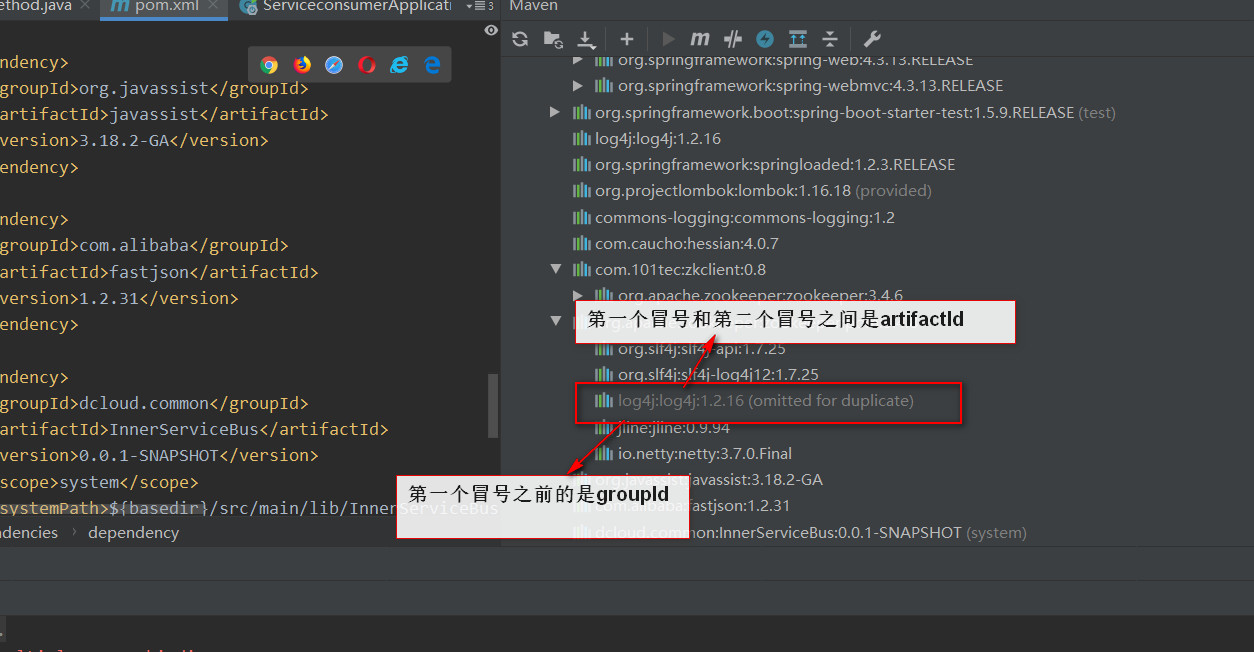 ethod.java
pom.xml
ServiceconsumerApplicati
3
Maven
ndency>
groupId>org.javassist</groupId>
artifactId>javassist</artifactId>
version>3.18.2-GA</version>
endency>
ndency>
groupId>com.alibaba</groupId>
artifactId>fastjson</artifactId>
version>1.2.31</version>
endency>
ndency>
groupId>dcloud.common</groupId>
artifactId>InnerServiceBus</artifactId>
version>0.0.1-SNAPSHOT</version>
scope>system</scope>
systemPath>${basedir}/src/main/lib/InnerServiceBus
ndencies > dependency
org.springframework:spring-web:4.3.13.RELEASE
org.springframework:spring-webmvc:4.3.13.RELEASE
org.springframework.boot:spring-boot-starter-test:1.5.9.RELEASE (test)
log4j:log4j:1.2.16
org.springframework:springloaded:1.2.3.RELEASE
org.projectlombok:lombok:1.16.18 (provided)
commons-logging:commons-logging:1.2
com.caucho:hessian:4.0.7
com.101tec:zkclient:0.8
org.apache.zookeeper:zookeeper:3.4.6
第一个冒号和第二个冒号之间是artifactId
org.slf4j:slf4j-api:1.7.25
org.slf4j:slf4j-log4j12:1.7.25
log4j:log4j:1.2.16 (omitted for duplicate)
jline:jline:0.9.94
io.netty:netty:3.7.0.Final
org.javassist:javassist:3.18.2-GA
第一个冒号之前的是groupId
com.alibaba:fastjson:1.2.31
dcloud.common:InnerServiceBus:0.0.1-SNAPSHOT (system)